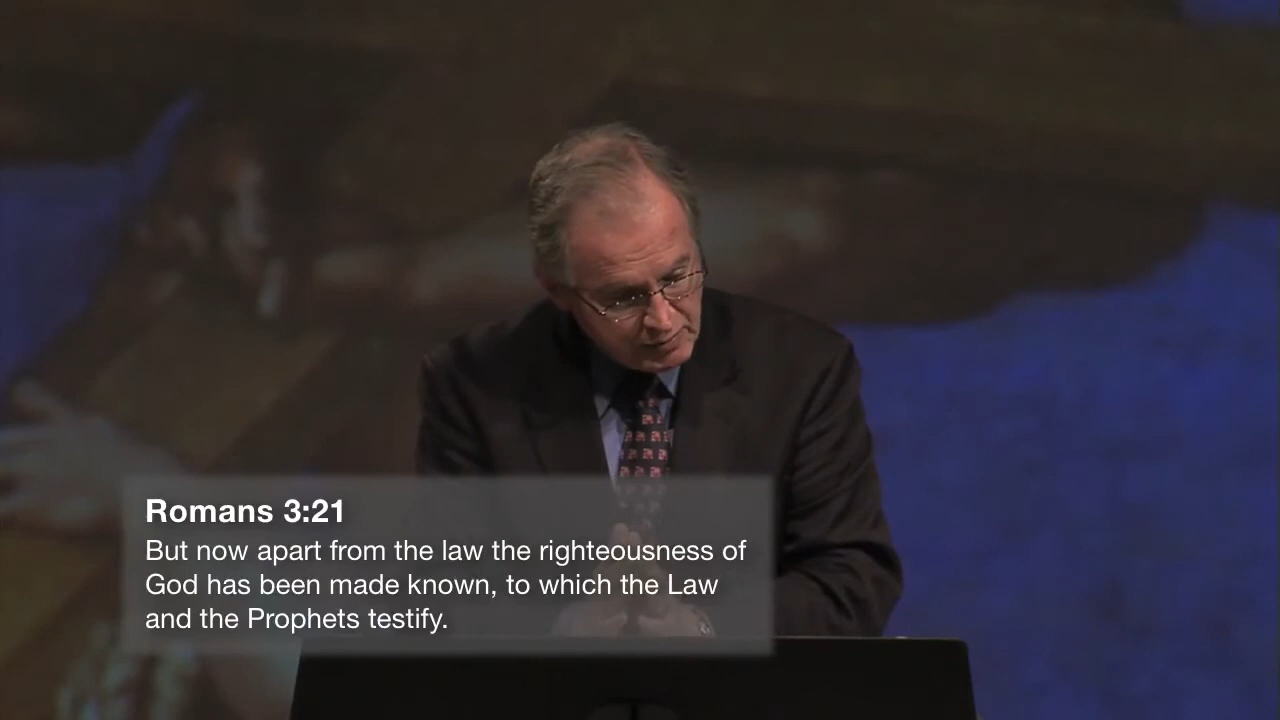 Romans 3:21
But now apart from the law the righteousness of
God has been made known, to which the Law
and the Prophets testify.